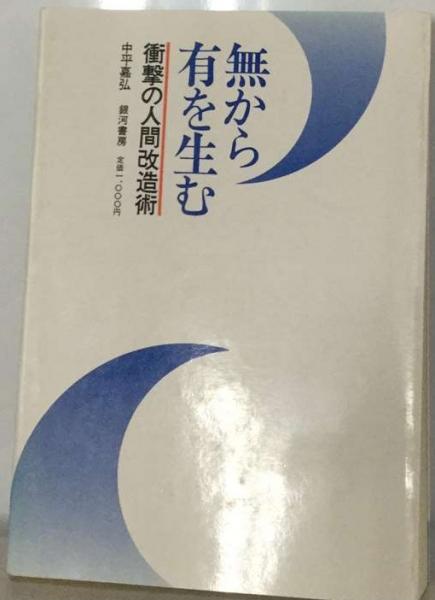 無から
有を生む
衝撃の人間改造術
中平嘉弘 銀河書房 定価一、〇〇〇円